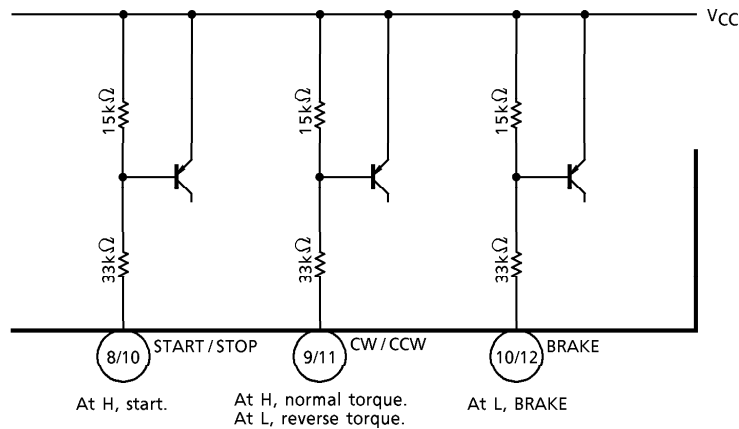 VCC
15kΩ
15kΩ
15kΩ
33kΩ
33kΩ
33kΩ
8/10
START / STOP
9/11
CW / CCW
10/12
BRAKE
At H, start.
At H, normal torque.
At L, reverse torque.
At L, BRAKE